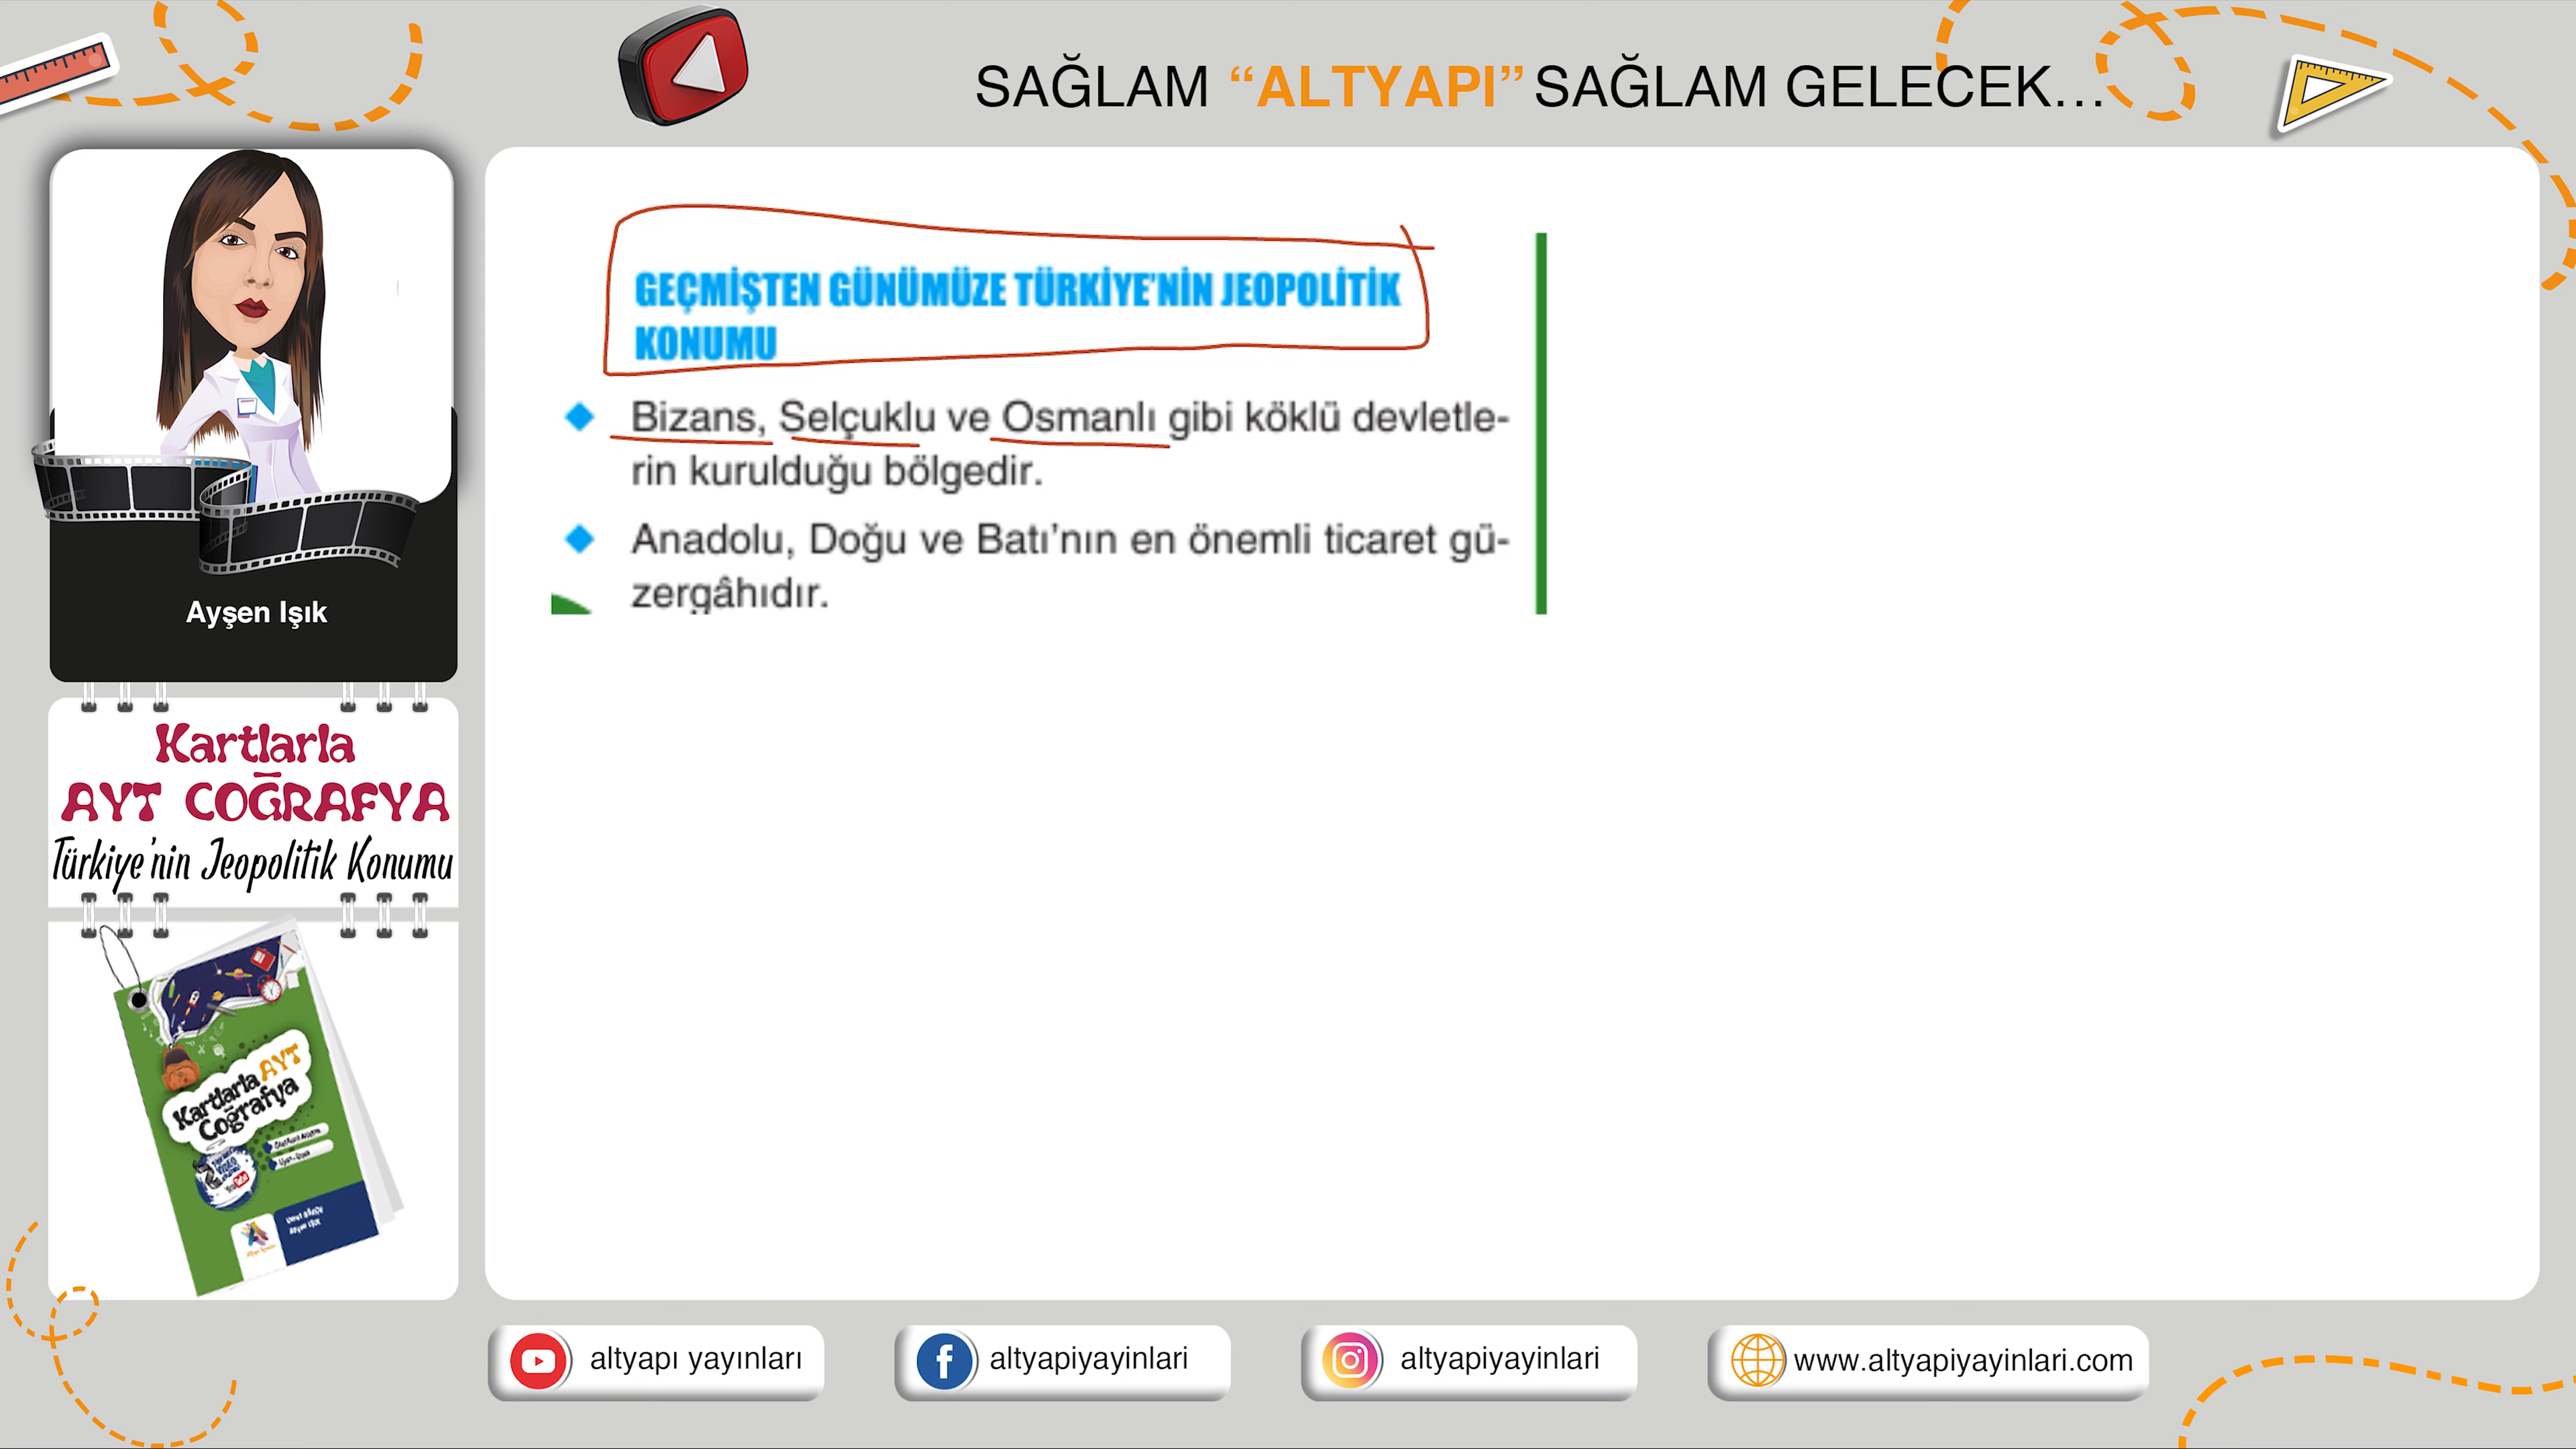 SAĞLAM “ALTYAPI” SAĞLAM GELECEK...
GEÇMİŞTEN GÜNÜMÜZE TÜRKİYE'NİN JEOPOLİTİK
KONUMU
Bizans, Selçuklu ve Osmanlı gibi köklü devletle-
rin kurulduğu bölgedir.
Anadolu, Doğu ve Batı’nın en önemli ticaret gü-
zergâhıdır.
Ayşen Işık
Kartlarla
AYT COĞRAFYA
Türkiye'nin Jeopolitik Konumu
Kartlarla AYT
Coğrafya
altyapı yayınları
altyapiyayinlari
altyapiyayinlari
www.altyapiyayinlari.com